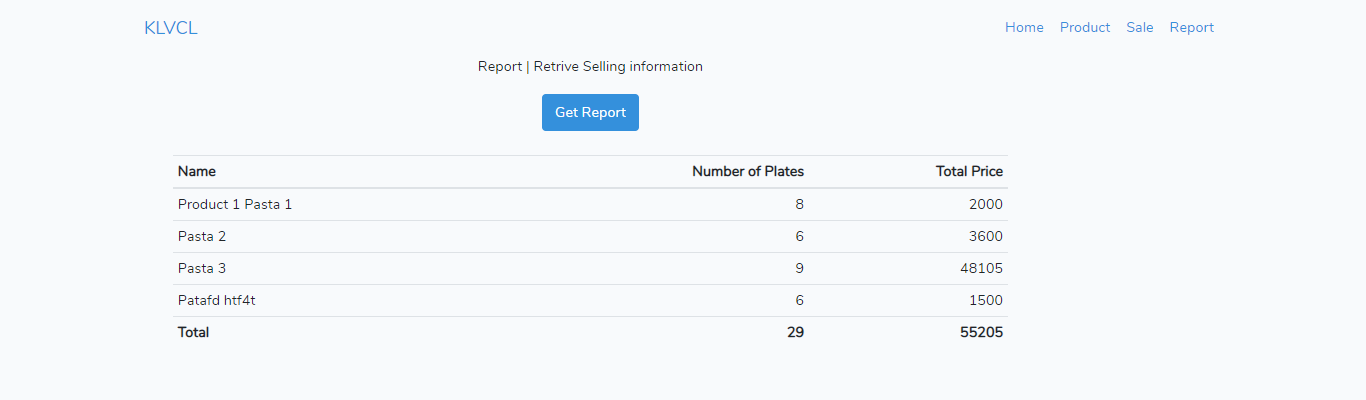 KLVCL Home Product Sale Report
Report | Retrive Selling information
Get Report
Name Number of Plates Total Price
Product 1 Pasta 1 8 2000
Pasta 2 6 3600
Pasta 3 9 48105
Patafd htf4t 6 1500
Total 29 55205